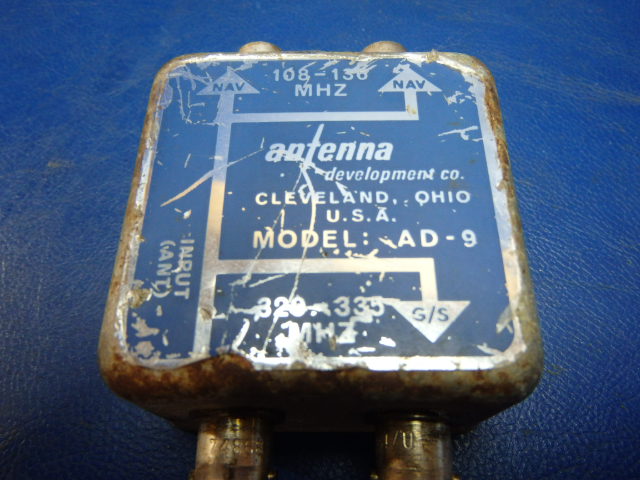 108-136
MHZ
NAV
NAV
antenna
development co.
CLEVELAND, OHIO
U.S.A.
MODEL: AD-9
INPUT
(ANT)
329-335
MHZ
G/S